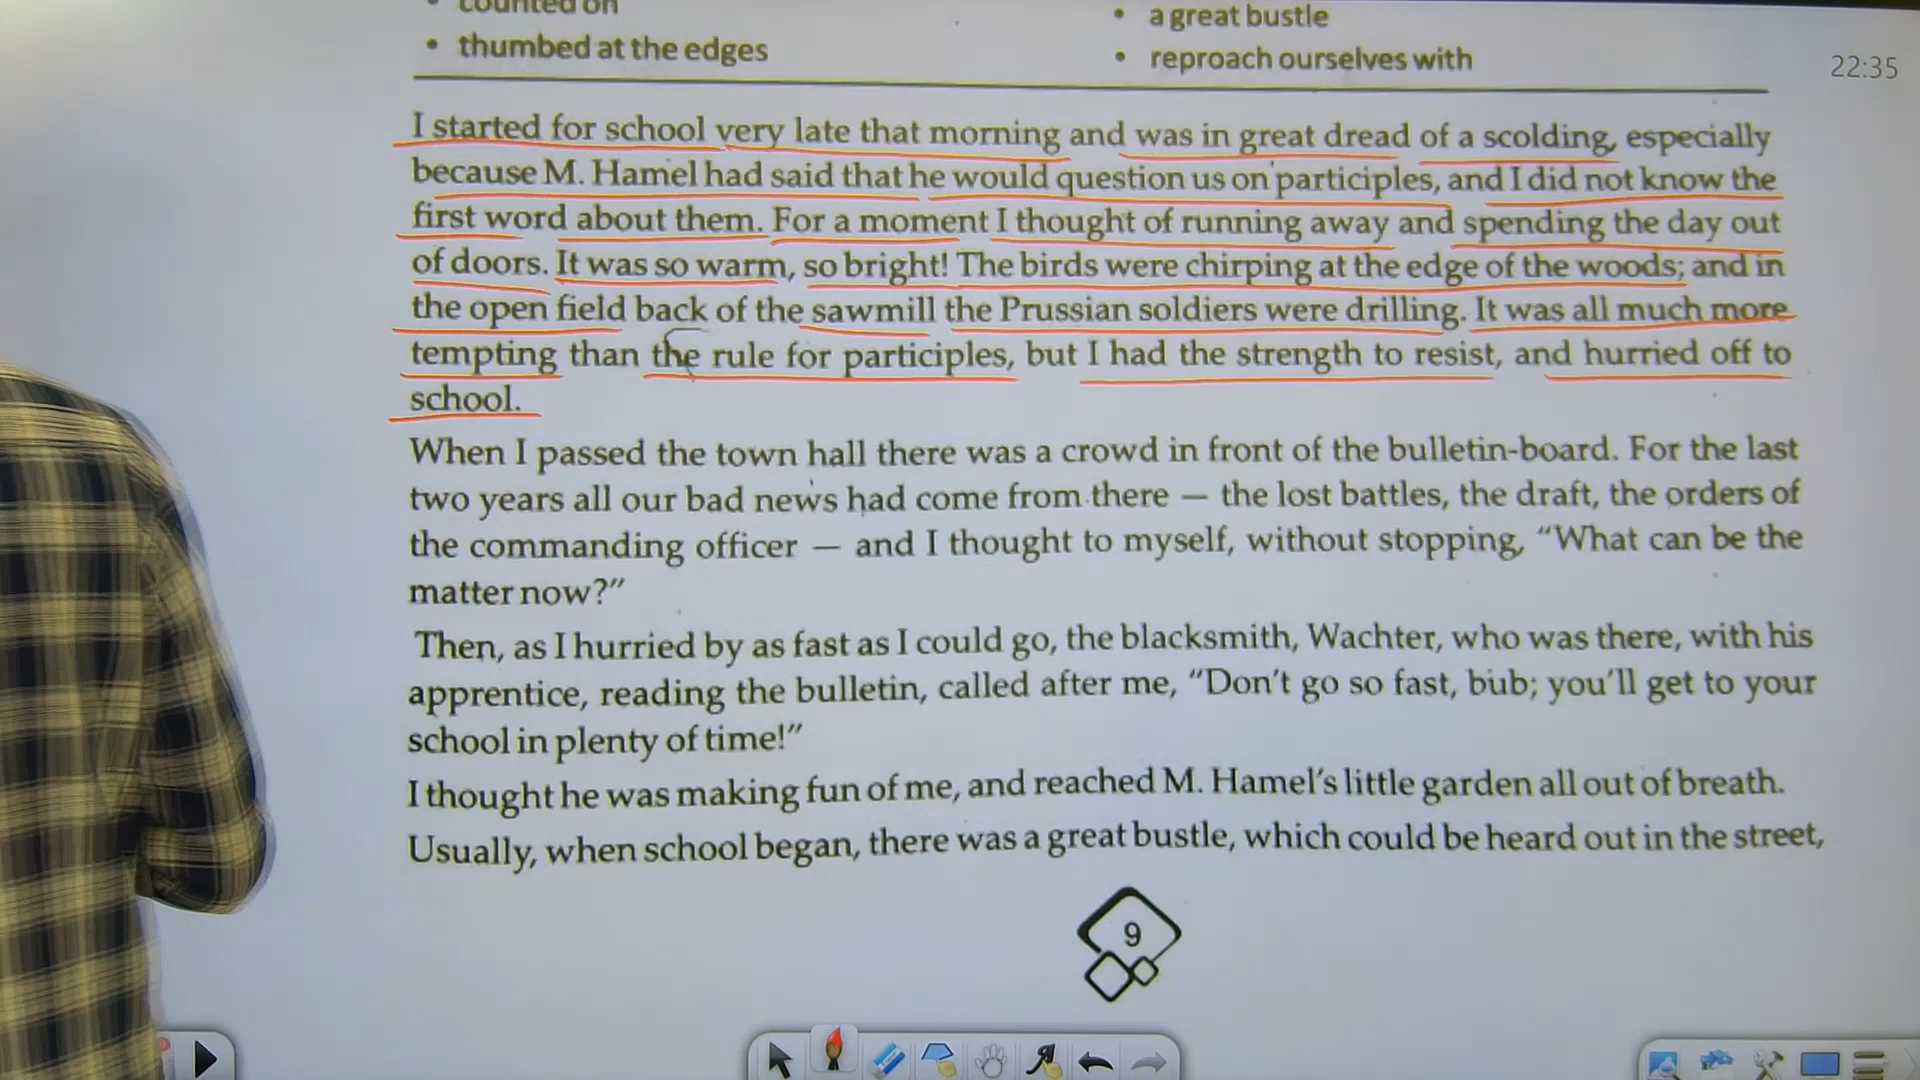 counted on
a great bustle
thumbed at the edges
reproach ourselves with
22:35
I started for school very late that morning and was in great dread of a scolding, especially
because M. Hamel had said that he would question us on participles, and I did not know the
first word about them. For a moment I thought of running away and spending the day out
of doors. It was so warm, so bright! The birds were chirping at the edge of the woods; and in
the open field back of the sawmill the Prussian soldiers were drilling. It was all much more
tempting than the rule for participles, but I had the strength to resist, and hurried off to
school.
When I passed the town hall there was a crowd in front of the bulletin-board. For the last
two years all our bad news had come from there — the lost battles, the draft, the orders of
the commanding officer — and I thought to myself, without stopping, “What can be the
matter now?”
Then, as I hurried by as fast as I could go, the blacksmith, Wachter, who was there, with his
apprentice, reading the bulletin, called after me, “Don't go so fast, bub; you'll get to your
school in plenty of time!”
I thought he was making fun of me, and reached M. Hamel's little garden all out of breath.
Usually, when school began, there was a great bustle, which could be heard out in the street,
9